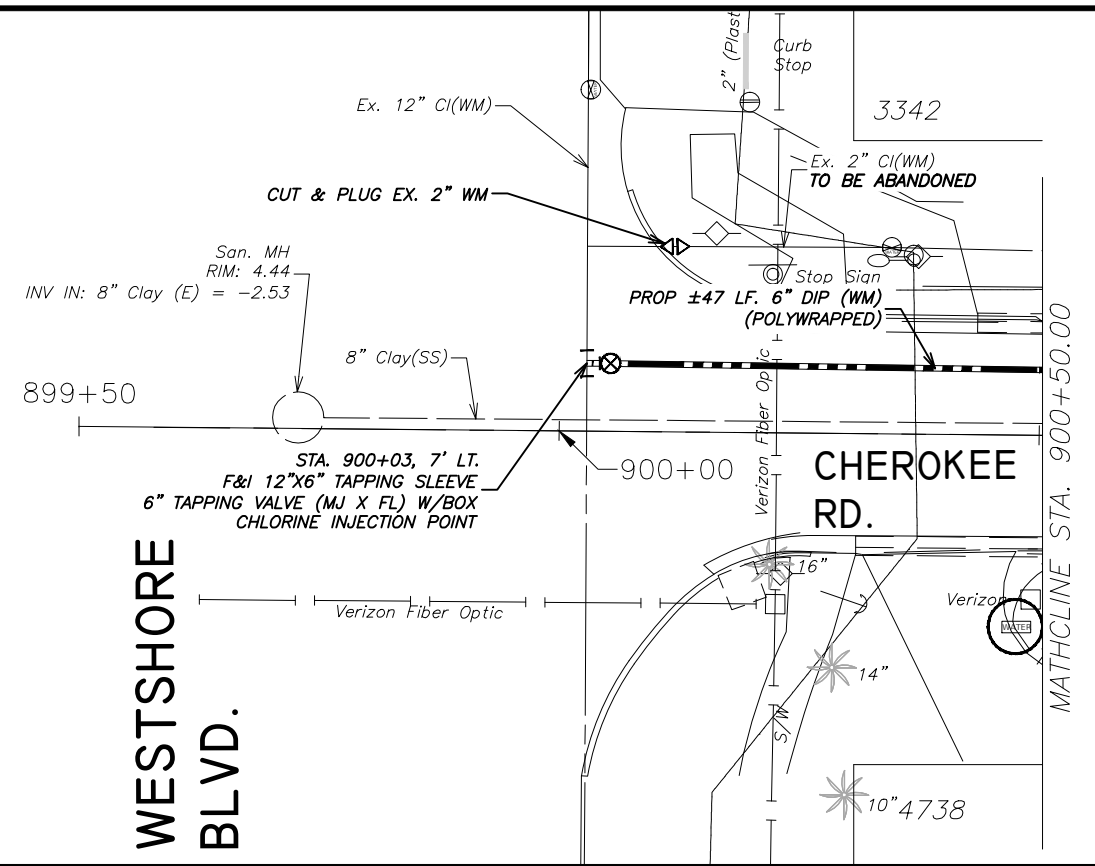 2" (Plast
Curb
Stop
Ex. 12" CI(WM)
3342
Ex. 2" CI(WM)
TO BE ABANDONED
CUT & PLUG EX. 2" WM
San. MH
RIM: 4.44
INV IN: 8" Clay (E) = -2.53
Stop Sign
PROP ±47 LF. 6" DIP (WM)
(POLYWRAPPED)
8" Clay(SS)
899+50
Verizon Fiber Optic
MATHCLINE STA. 900+50.00
STA. 900+03, 7' LT.
F&I 12"X6" TAPPING SLEEVE
6" TAPPING VALVE (MJ X FL) W/BOX
CHLORINE INJECTION POINT
900+00
CHEROKEE
RD.
WESTSHORE
BLVD.
16"
Verizon Fiber Optic
Verizon
WATER
14"
S/W
10"
4738